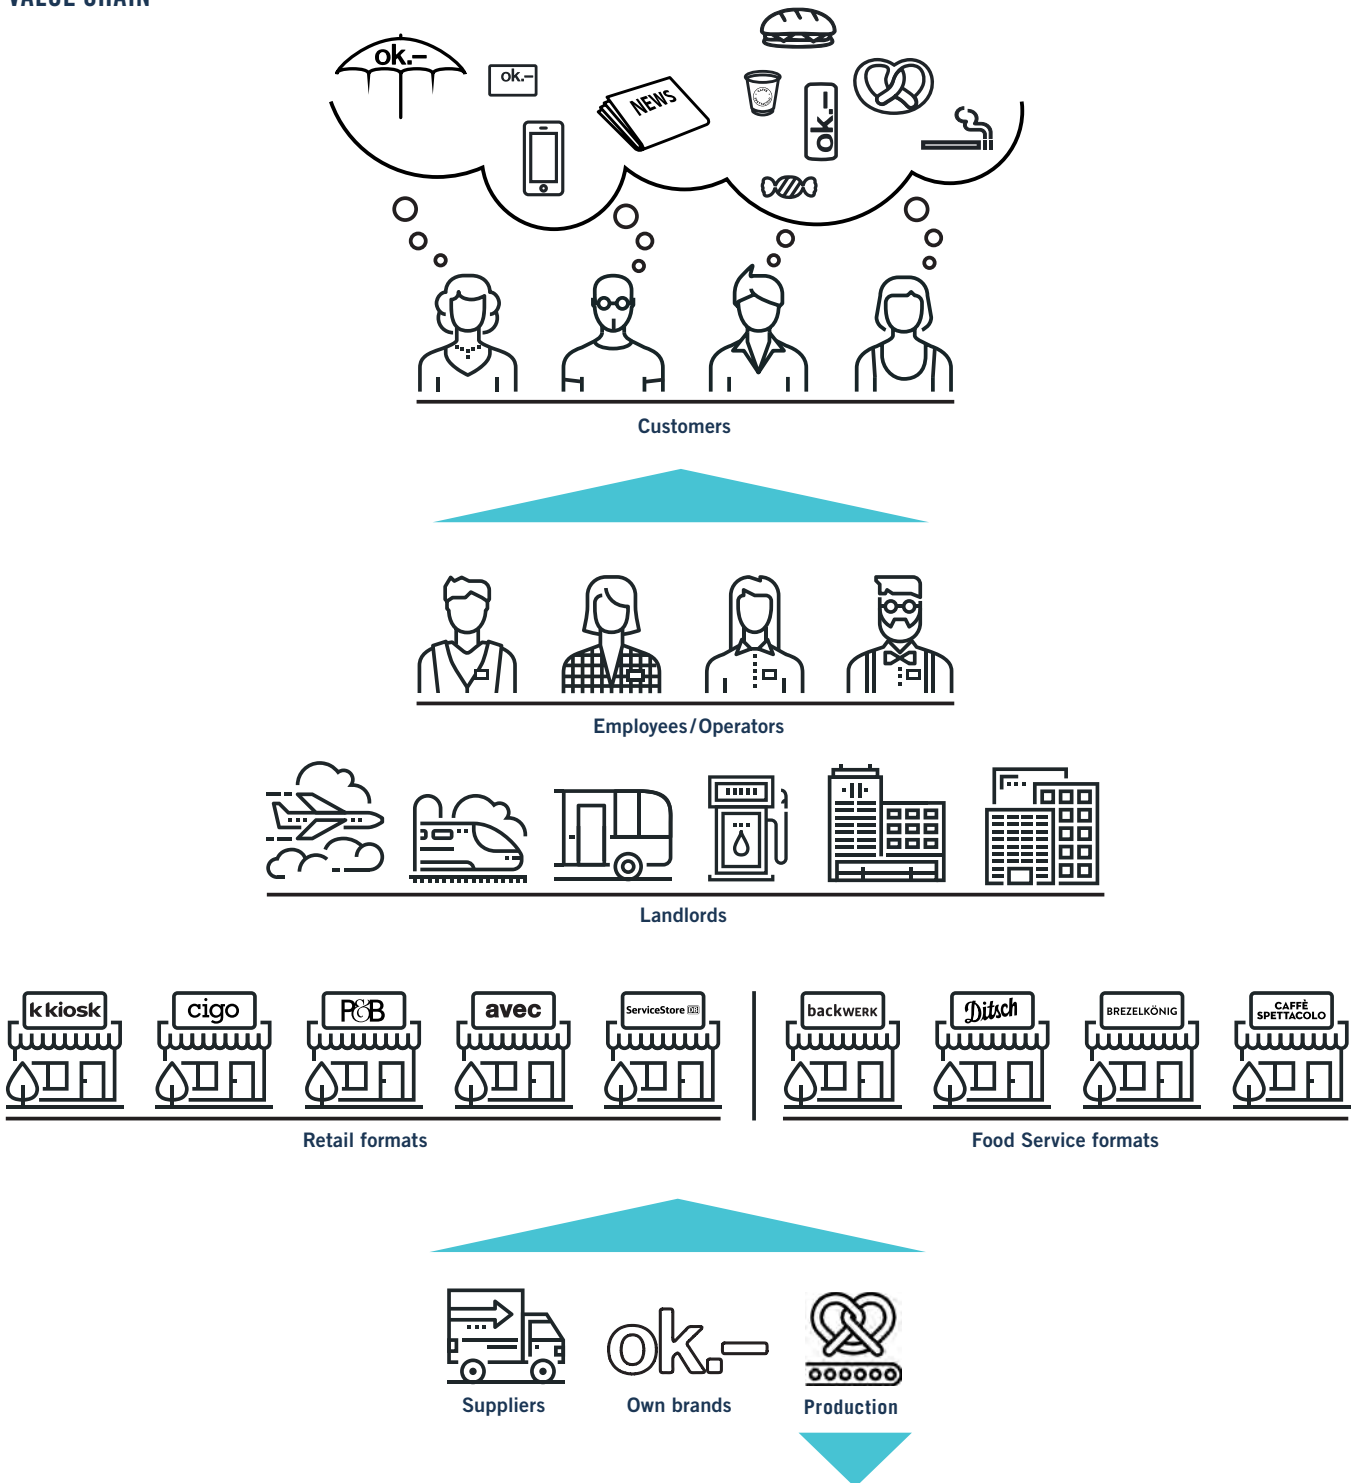 VALUE CHAIN
ok.–
ok.–
NEWS
ok.–
Customers
Employees/Operators
Landlords
k kiosk
cigo
P&B
avec
ServiceStore DB
backWERK
Ditsch
BREZELKÖNIG
CAFFÈ
SPETTACOLO
Retail formats
Food Service formats
ok.–
Suppliers
Own brands
Production